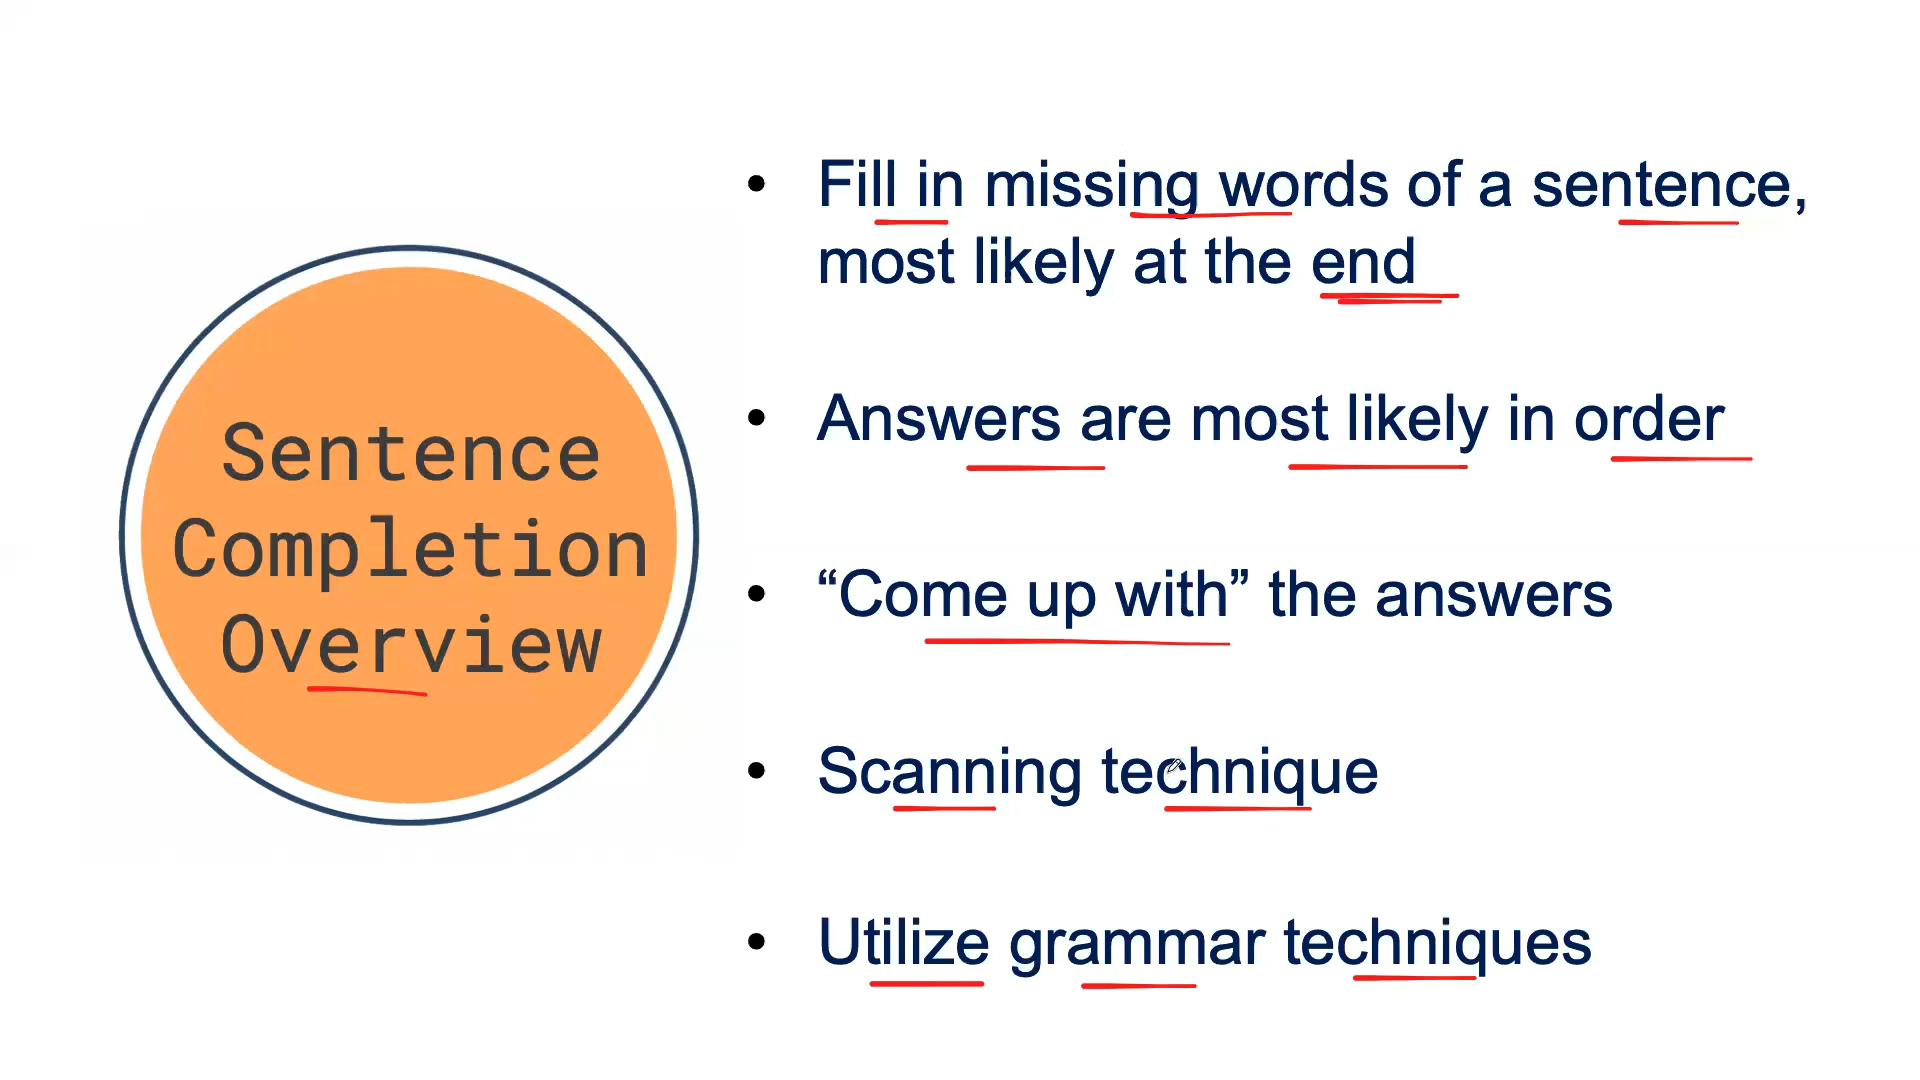 Sentence
Completion
Overview
• Fill in missing words of a sentence,
most likely at the end
• Answers are most likely in order
• “Come up with” the answers
• Scanning technique
• Utilize grammar techniques